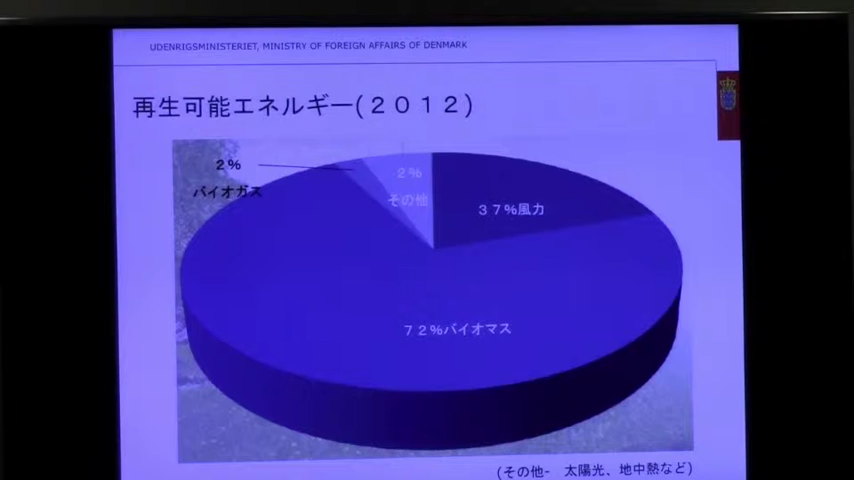 UDENRIGSMINISTERIET, MINISTRY OF FOREIGN AFFAIRS OF DENMARK
再生可能エネルギー(２０１２)
２%
バイオガス
２%
その他
３７%風力
７２%バイオマス
(その他- 太陽光、地中熱など)